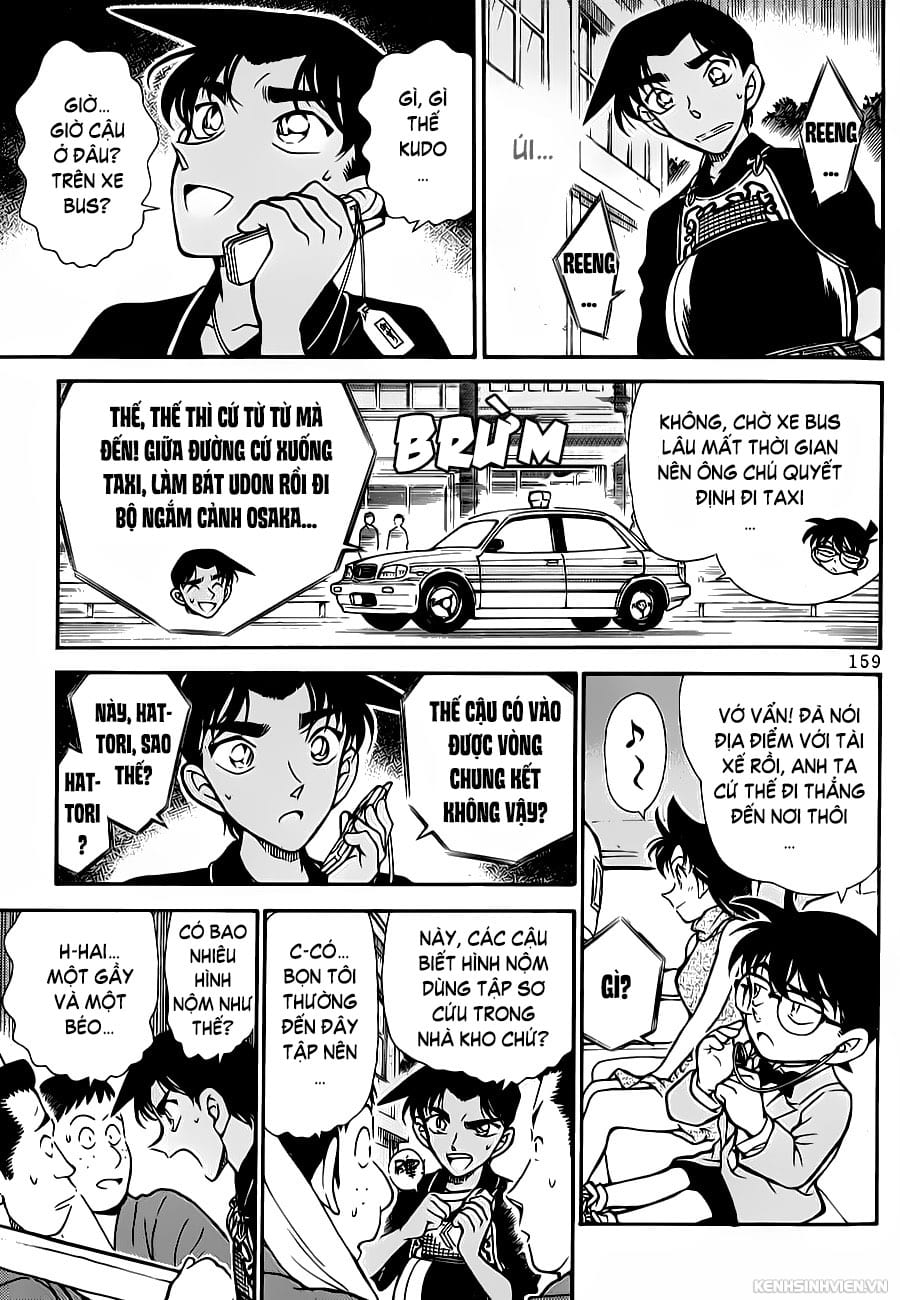 REENG
...
ÚI...
REENG
...
GÌ, GÌ
THẾ
KUDO
...
GIỜ...
GIỜ CẬU
Ở ĐÂU?
TRÊN XE
BUS?
KHÔNG, CHỜ XE BUS
LÂU MẤT THỜI GIAN
NÊN ÔNG CHÚ QUYẾT
ĐỊNH ĐI TAXI
...
BRỪM
THẾ, THẾ THÌ CỨ TỪ TỪ MÀ
ĐẾN! GIỮA ĐƯỜNG CỨ XUỐNG
TAXI, LÀM BÁT UDON RỒI ĐI
BỘ NGẮM CẢNH OSAKA...
159
VỚ VẨN! ĐÃ NÓI
ĐỊA ĐIỂM VỚI TÀI
XẾ RỒI, ANH TA
CỨ THẾ ĐI THẲNG
ĐẾN NƠI THÔI
...
GÌ?
THẾ CẬU CÓ VÀO
ĐƯỢC VÒNG
CHUNG KẾT
KHÔNG VẬY?
NÀY, HAT-
TORI, SAO
THẾ?
HAT-
TORI
?
NÀY, CÁC CẬU
BIẾT HÌNH NỘM
DÙNG TẬP SƠ
CỨU TRONG
NHÀ KHO CHỨ?
C-CÓ...
BỌN TÔI
THƯỜNG
ĐẾN ĐÂY
TẬP NÊN
...
CÓ BAO
NHIÊU
HÌNH
NỘM NHƯ
THẾ?
H-HAI...
MỘT GẦY
VÀ MỘT
BÉO...
KENHSINHVIEN.VN